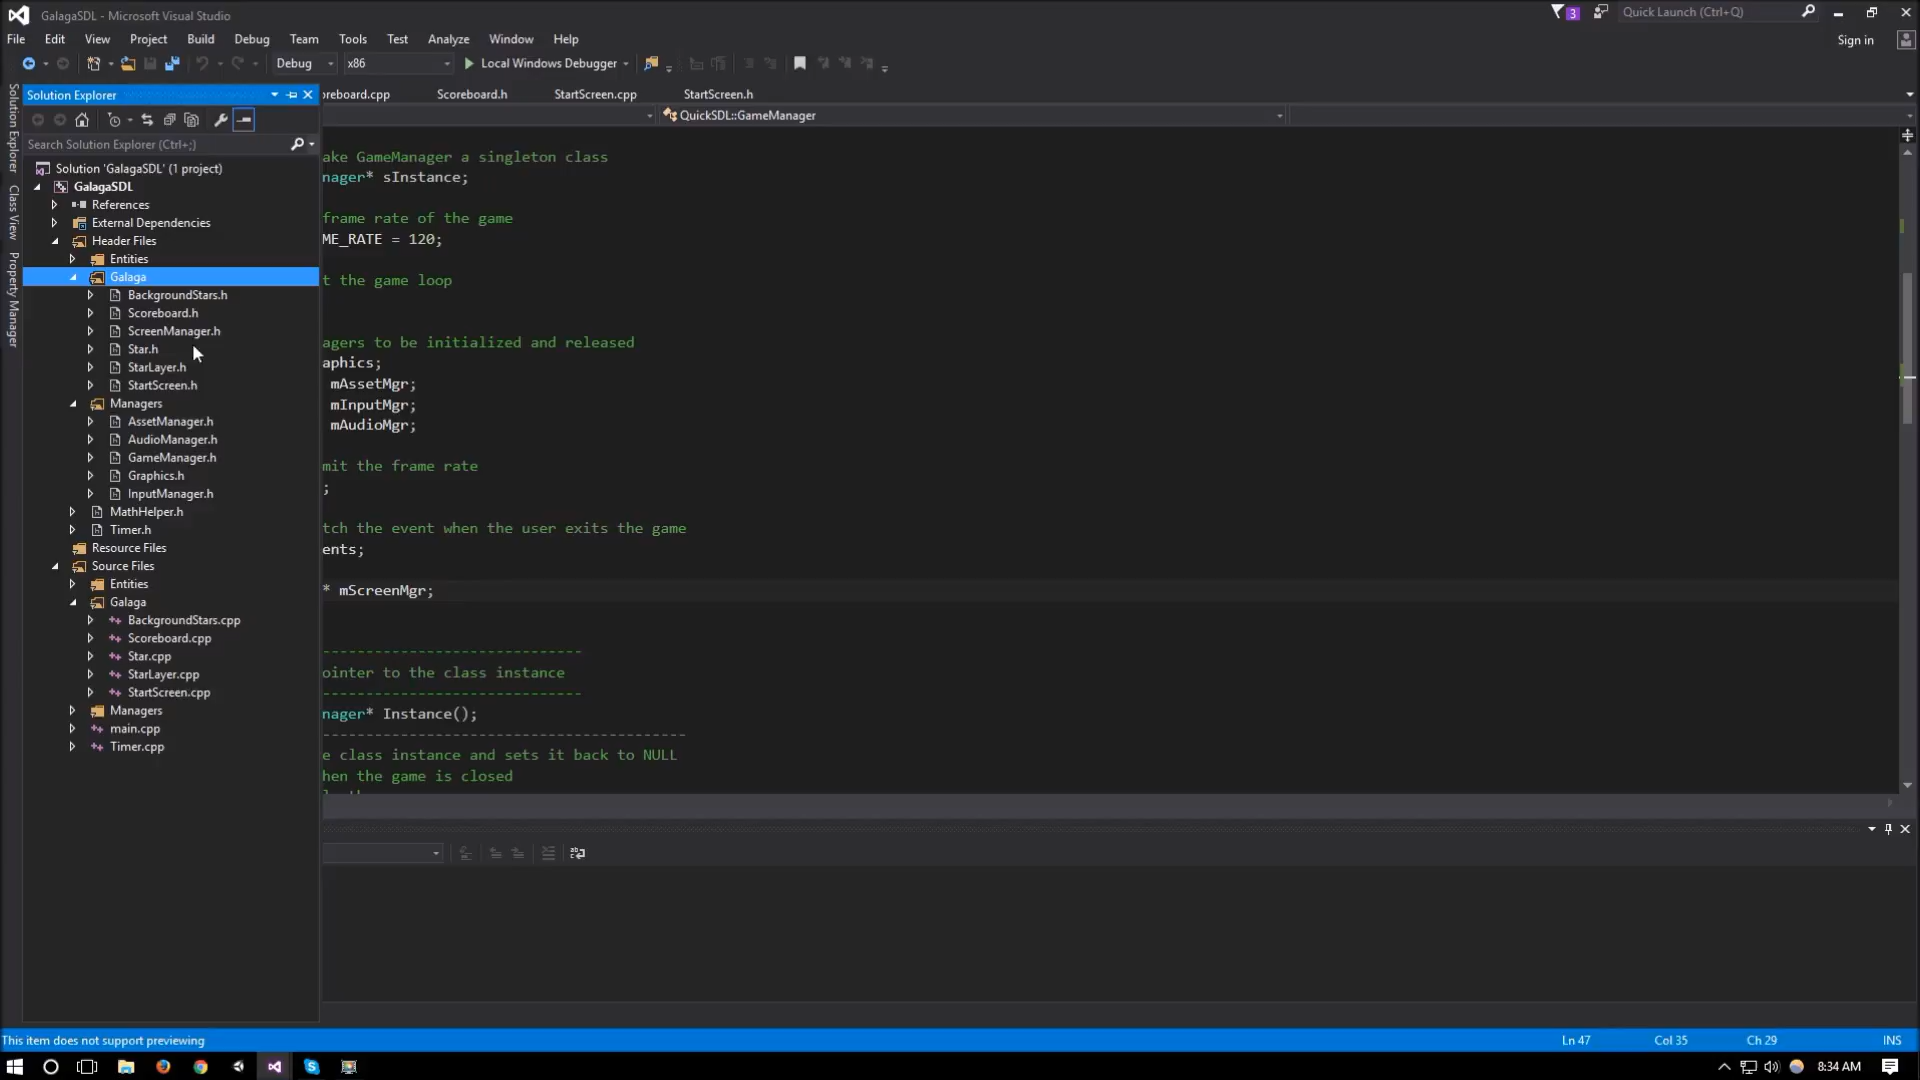 GalagaSDL - Microsoft Visual Studio
3
Quick Launch (Ctrl+Q)
File Edit View Project Build Debug Team Tools Test Analyze Window Help
Sign in
Debug x86 Local Windows Debugger
Solution Explorer
Class View
Property Manager
Solution Explorer
reboard.cpp Scoreboard.h StartScreen.cpp StartScreen.h
QuickSDL::GameManager
Search Solution Explorer (Ctrl+;)
Solution 'GalagaSDL' (1 project)
GalagaSDL
References
External Dependencies
Header Files
Entities
Galaga
BackgroundStars.h
Scoreboard.h
ScreenManager.h
Star.h
StarLayer.h
StartScreen.h
Managers
AssetManager.h
AudioManager.h
GameManager.h
Graphics.h
InputManager.h
MathHelper.h
Timer.h
Resource Files
Source Files
Entities
Galaga
BackgroundStars.cpp
Scoreboard.cpp
Star.cpp
StarLayer.cpp
StartScreen.cpp
Managers
main.cpp
Timer.cpp
ake GameManager a singleton class
nager* sInstance;
frame rate of the game
ME_RATE = 120;
t the game loop
agers to be initialized and released
aphics;
mAssetMgr;
mInputMgr;
mAudioMgr;
mit the frame rate
;
tch the event when the user exits the game
ents;
* mScreenMgr;
-------------------------------
ointer to the class instance
-------------------------------
nager* Instance();
-------------------------------------------
e class instance and sets it back to NULL
hen the game is closed
This item does not support previewing
Ln 47 Col 35 Ch 29 INS
8:34 AM